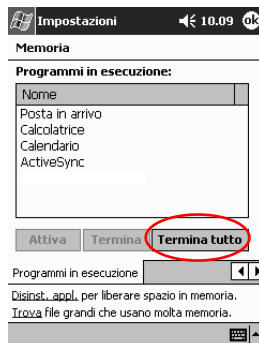 Impostazioni 10.09 ok
Memoria
Programmi in esecuzione:
Nome
Posta in arrivo
Calcolatrice
Calendario
ActiveSync
Attiva Termina Termina tutto
Programmi in esecuzione
Disinst. appl. per liberare spazio in memoria.
Trova file grandi che usano molta memoria.